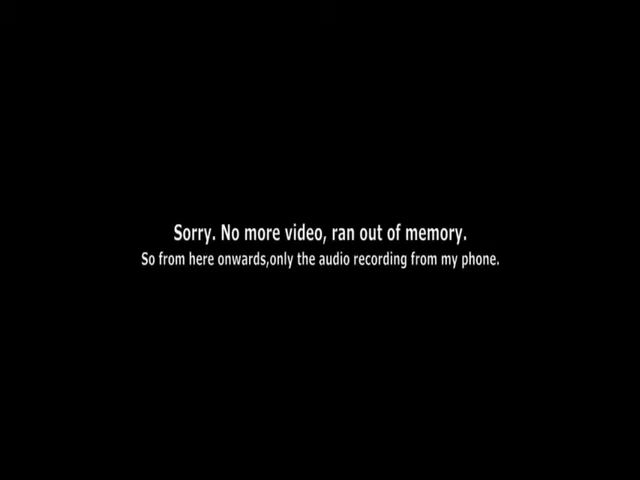 Sorry. No more video, ran out of memory.
So from here onwards,only the audio recording from my phone.